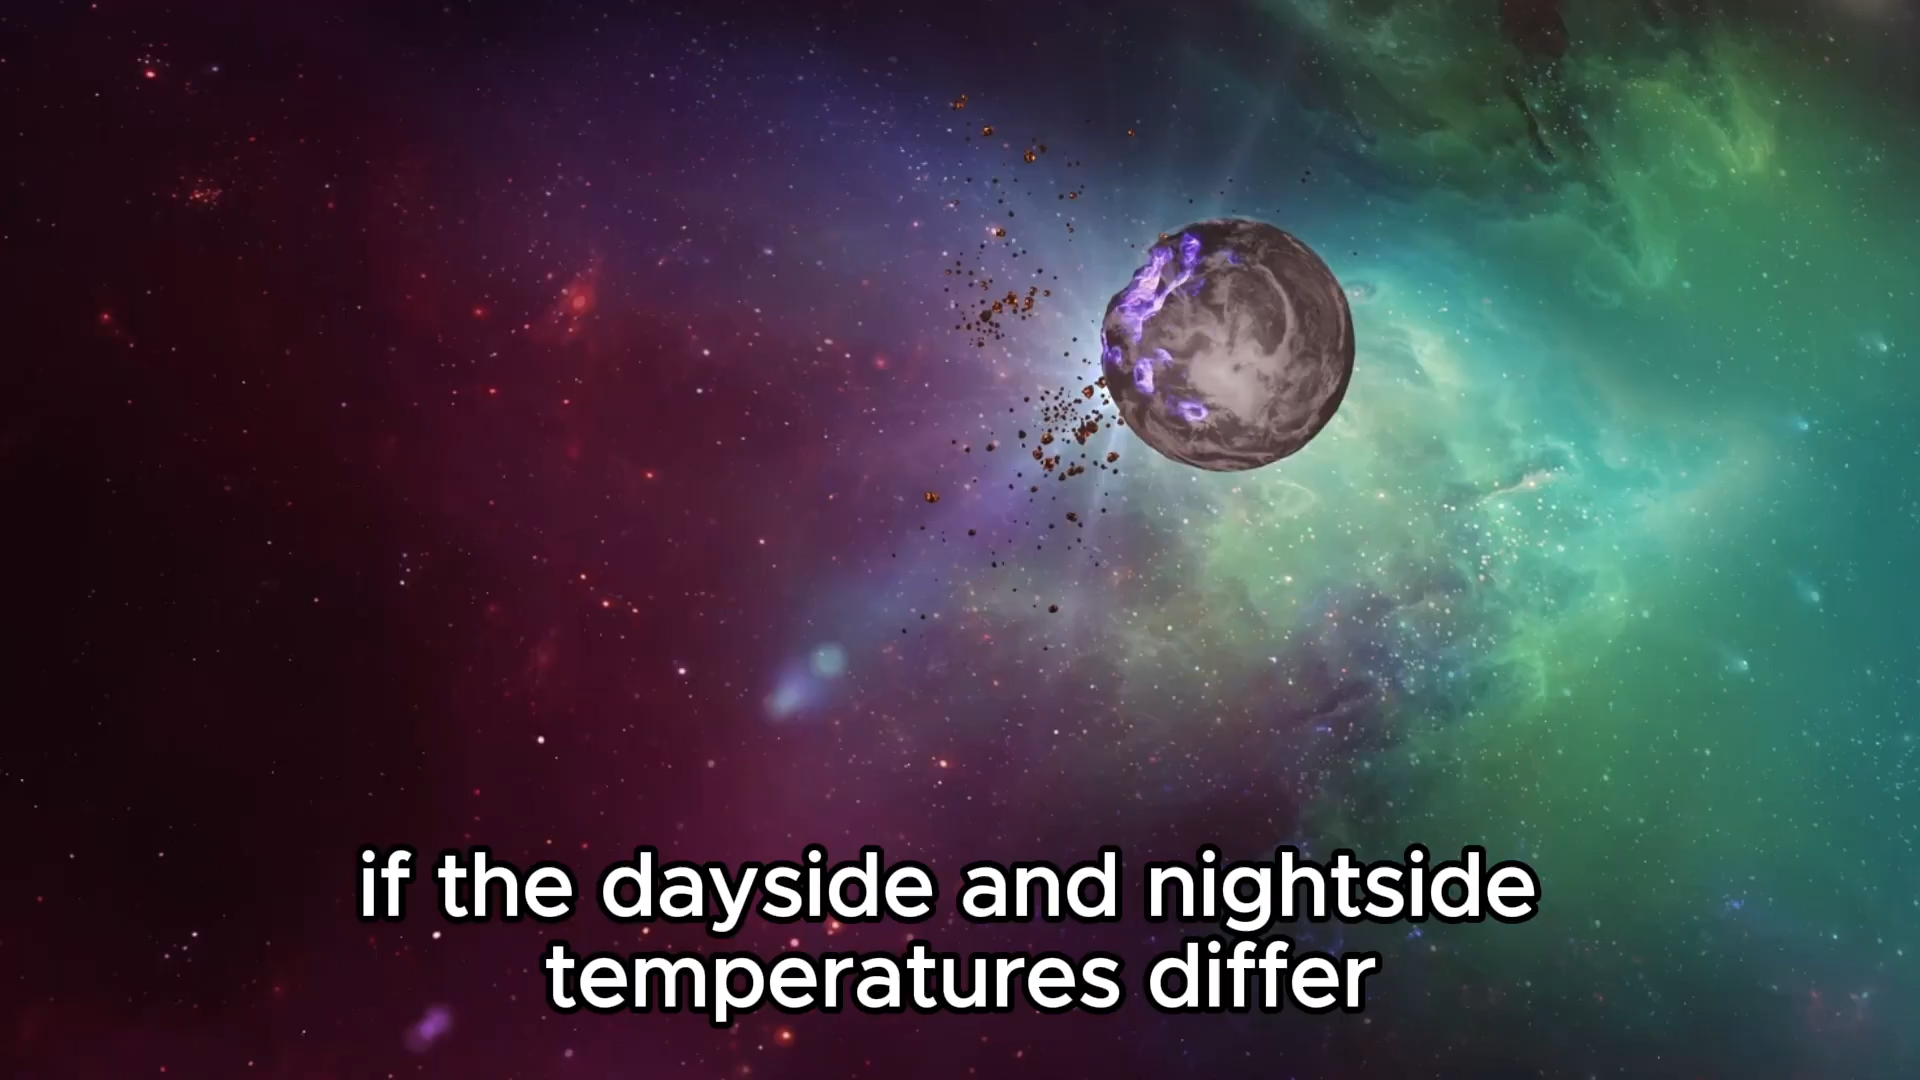 if the dayside and nightside
temperatures differ